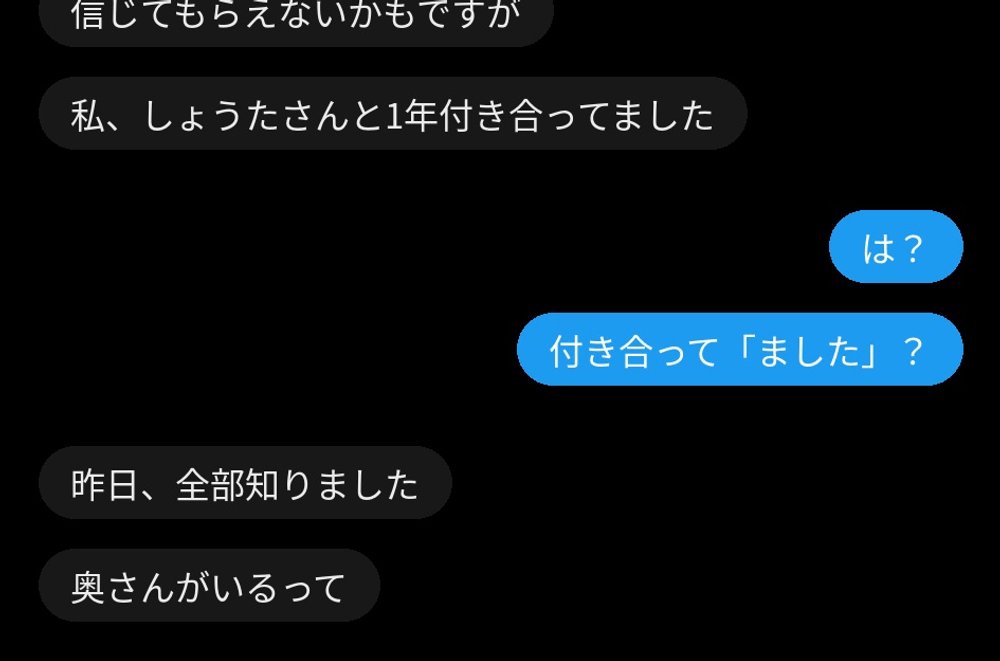 信じてもらえないかもですが
私、しょうたさんと1年付き合ってました
は？
付き合って「ました」？
昨日、全部知りました
奥さんがいるって